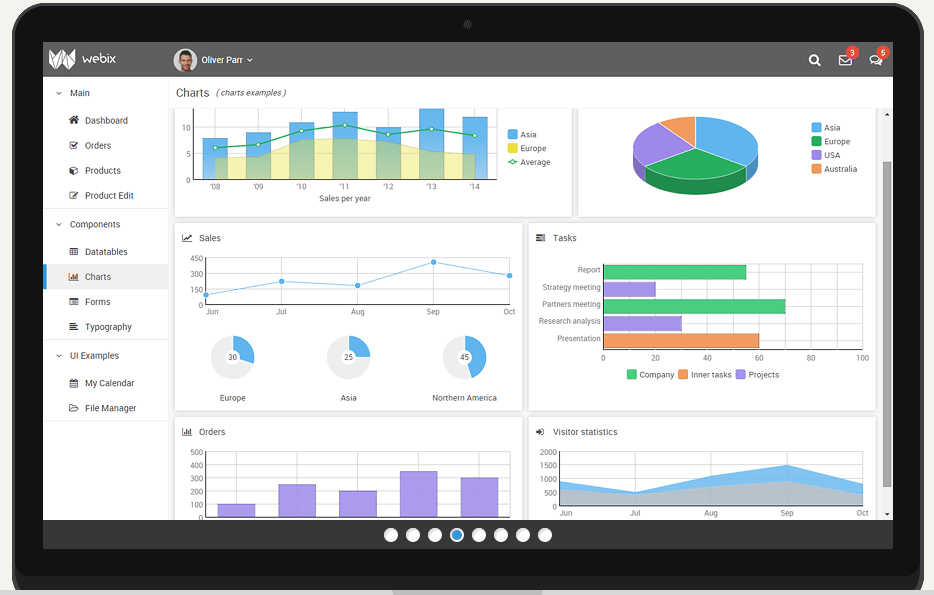 webix
Oliver Parr
3
5
Main
Dashboard
Orders
Products
Product Edit
Components
Datatables
Charts
Forms
Typography
UI Examples
My Calendar
File Manager
Charts ( charts examples )
10
5
0
'08 '09 '10 '11 '12 '13 '14
Sales per year
Asia
Europe
Average
Asia
Europe
USA
Australia
Sales
450
300
150
0
Jun Jul Aug Sep Oct
30 25 45
Europe Asia Northern America
Tasks
Report
Strategy meeting
Partners meeting
Research analysis
Presentation
0 20 40 60 80 100
Company Inner tasks Projects
Orders
500
400
300
200
100
0
Visitor statistics
2000
1500
1000
500
0
Jun Jul Aug Sep Oct